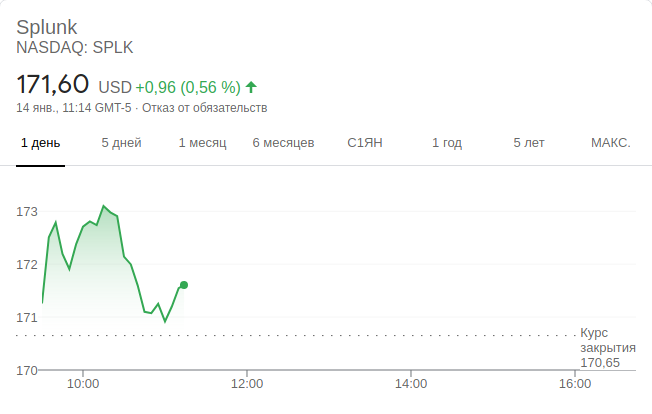 Splunk
NASDAQ: SPLK
171,60 USD +0,96 (0,56 %)
14 янв., 11:14 GMT-5 · Отказ от обязательств
1 день 5 дней 1 месяц 6 месяцев С1ЯН 1 год 5 лет МАКС.
173
172
171
Курс
закрытия
170,65
170
10:00 12:00 14:00 16:00